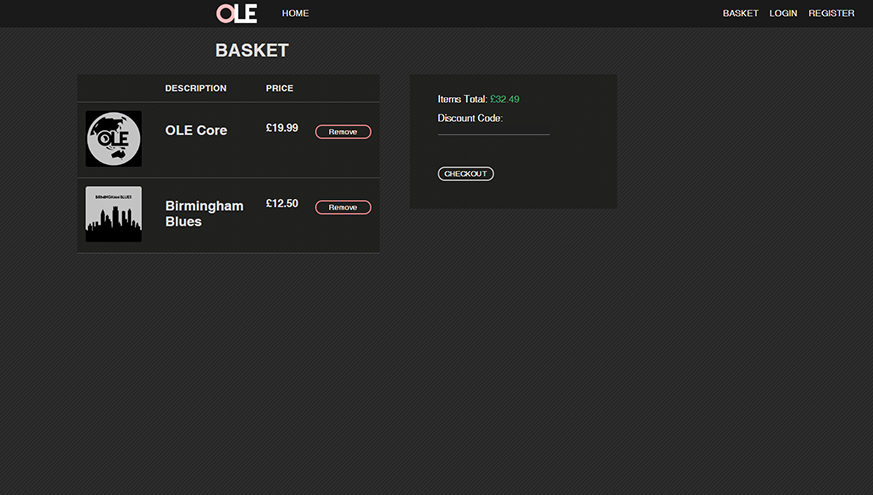 OLE HOME BASKET LOGIN REGISTER
BASKET
DESCRIPTION PRICE
OLE
OLE Core £19.99 Remove
BIRMINGHAM BLUES
Birmingham
Blues
£12.50 Remove
Items Total: £32.49
Discount Code:
CHECKOUT